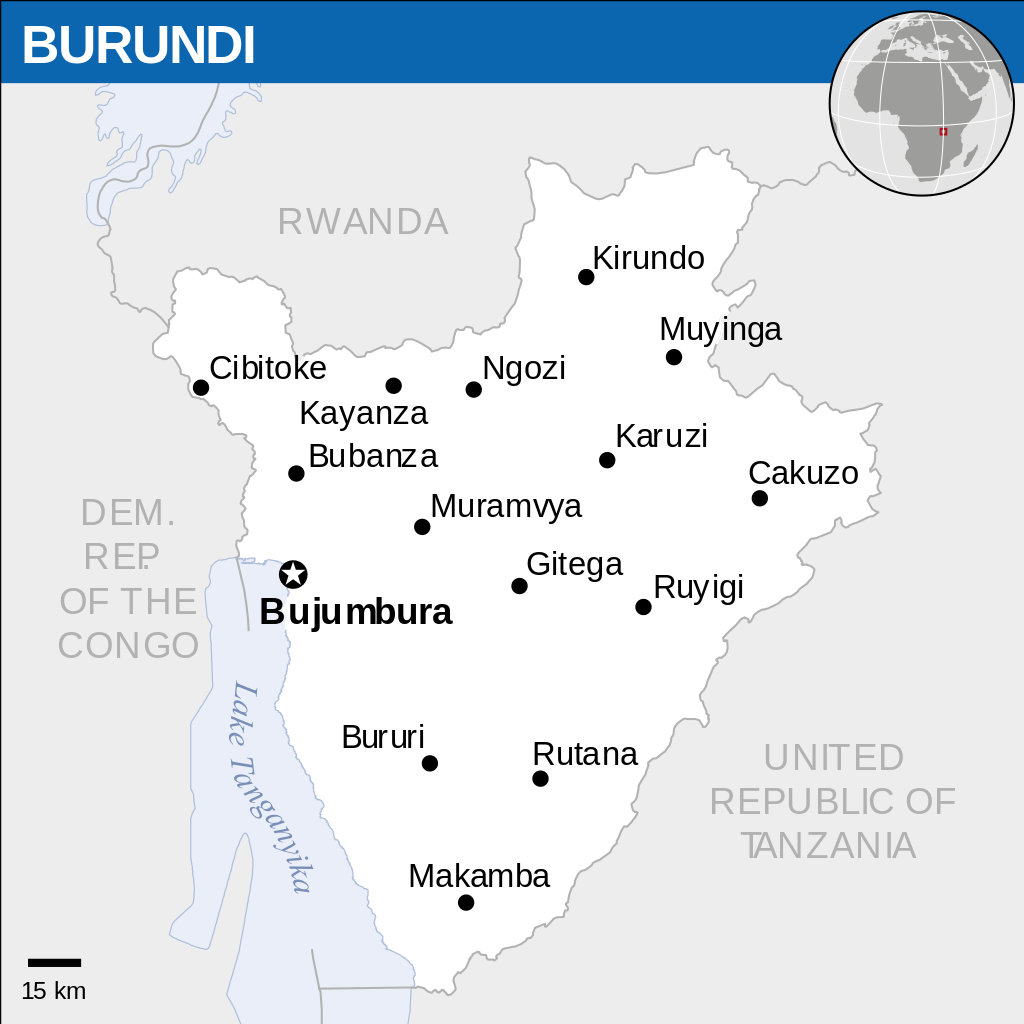 BURUNDI
RWANDA
Kirundo
Muyinga
Cibitoke
Ngozi
Kayanza
Karuzi
Bubanza
Cakuzo
Muramvya
DEM.
REP.
OF THE
CONGO
Gitega
Ruyigi
Bujumbura
Lake Tanganyika
Bururi
Rutana
UNITED
REPUBLIC OF
TANZANIA
Makamba
15 km